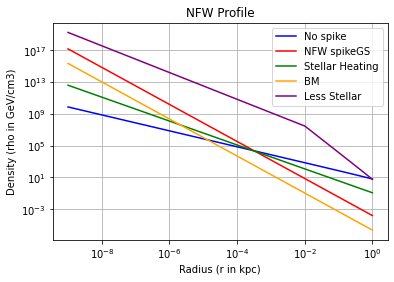 NFW Profile
No spike
NFW spikeGS
Stellar Heating
BM
Less Stellar
Density (rho in GeV/cm3)
10^17
10^13
10^9
10^5
10^1
10^−3
10^−8
10^−6
10^−4
10^−2
10^0
Radius (r in kpc)